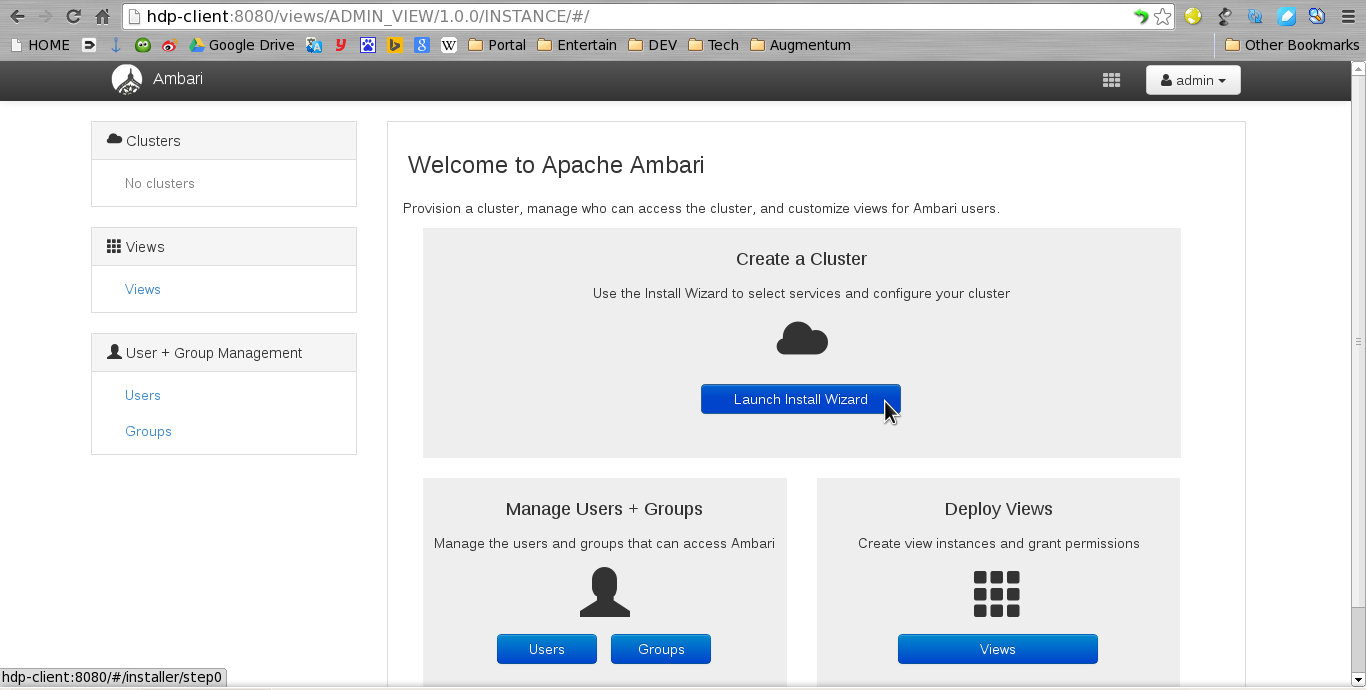 hdp-client:8080/views/ADMIN_VIEW/1.0.0/INSTANCE/#/
HOME Google Drive Portal Entertain DEV Tech Augmentum Other Bookmarks
Ambari admin
Clusters
No clusters
Views
Views
User + Group Management
Users
Groups
Welcome to Apache Ambari
Provision a cluster, manage who can access the cluster, and customize views for Ambari users.
Create a Cluster
Use the Install Wizard to select services and configure your cluster
Launch Install Wizard
Manage Users + Groups
Manage the users and groups that can access Ambari
Users Groups
Deploy Views
Create view instances and grant permissions
Views
hdp-client:8080/#/installer/step0